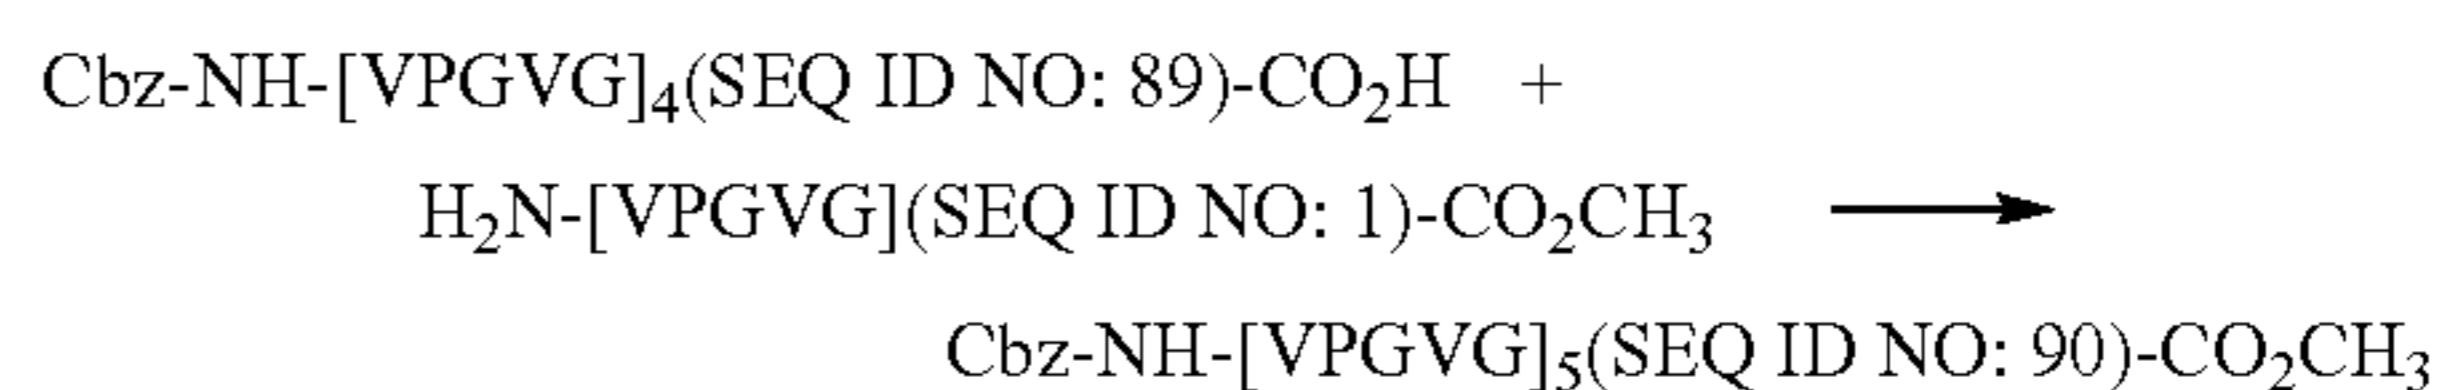 Cbz-NH-[VPGVG]₄(SEQ ID NO: 89)-CO₂H +
H₂N-[VPGVG](SEQ ID NO: 1)-CO₂CH₃ ⟶
Cbz-NH-[VPGVG]₅(SEQ ID NO: 90)-CO₂CH₃